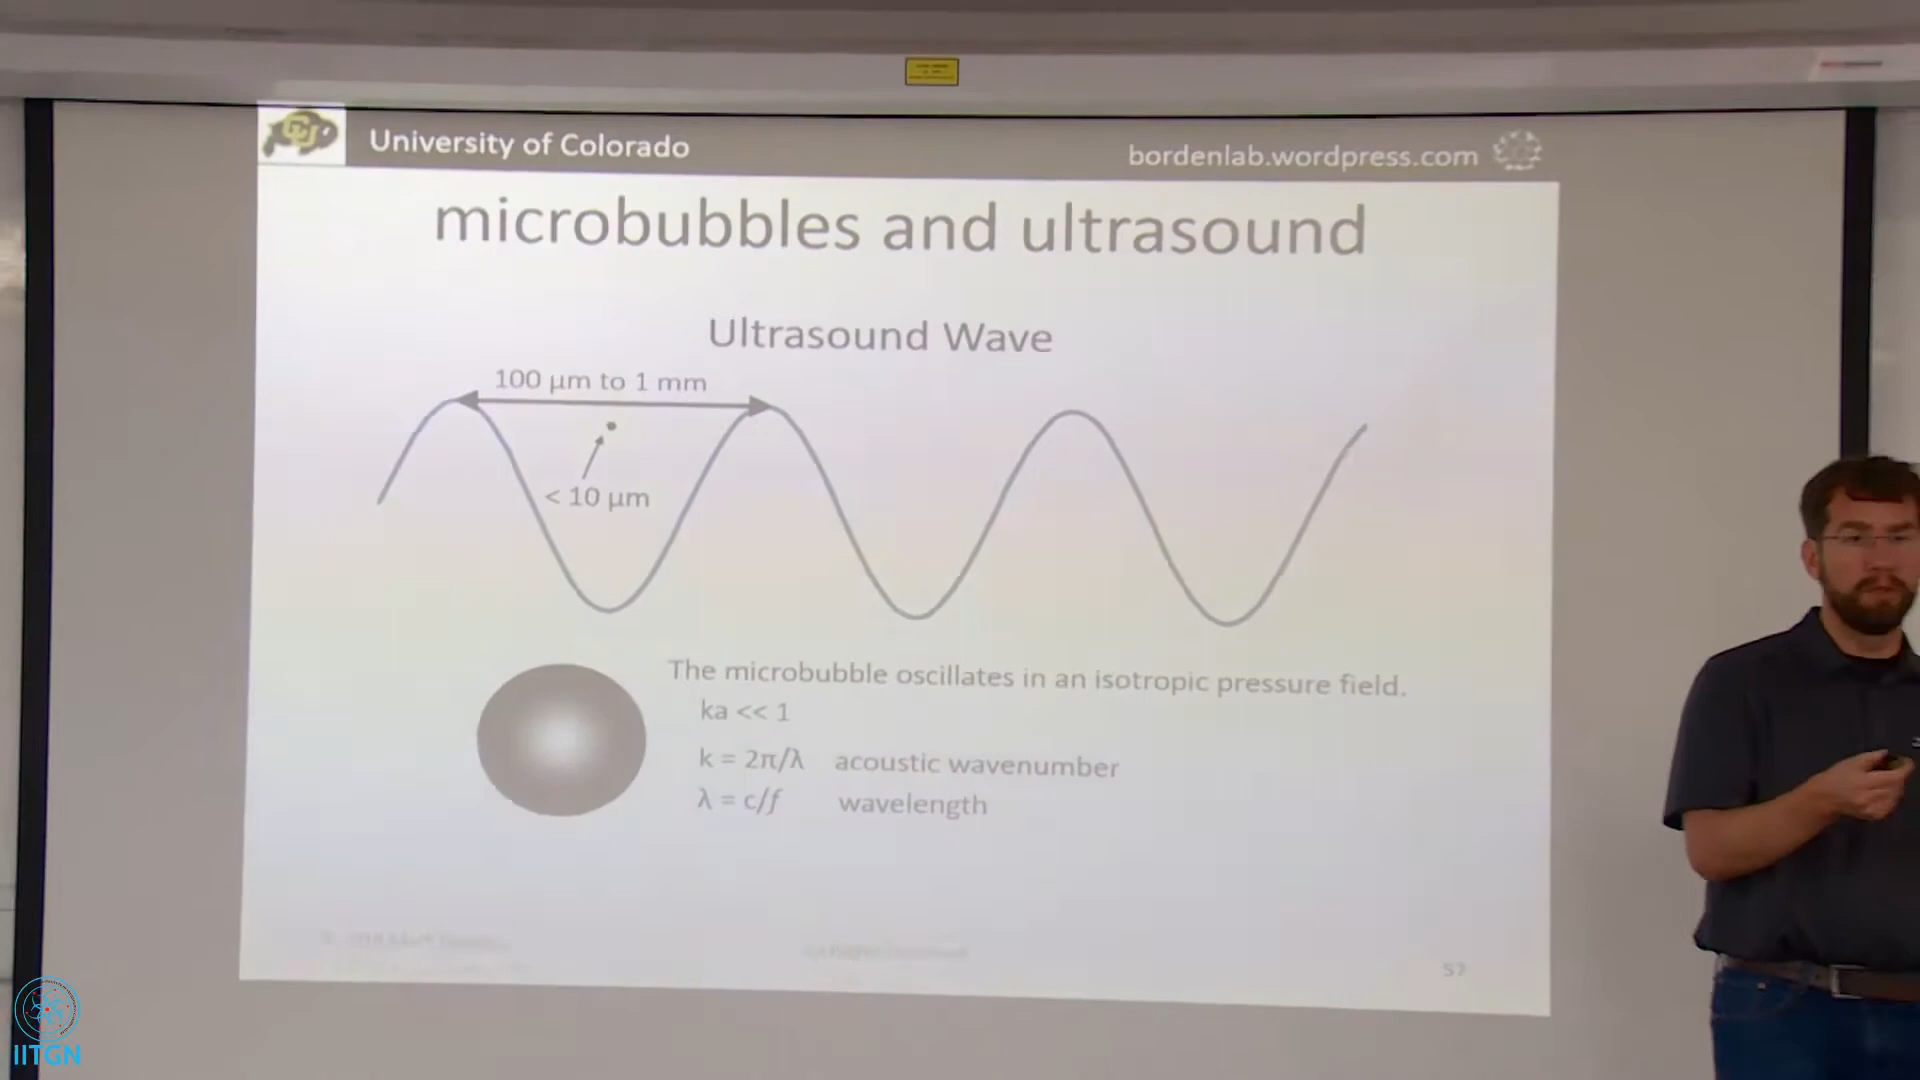 CU
University of Colorado
bordenlab.wordpress.com
microbubbles and ultrasound
Ultrasound Wave
100 µm to 1 mm
< 10 µm
The microbubble oscillates in an isotropic pressure field.
ka << 1
k = 2π/λ acoustic wavenumber
λ = c/f wavelength
57
IITGN